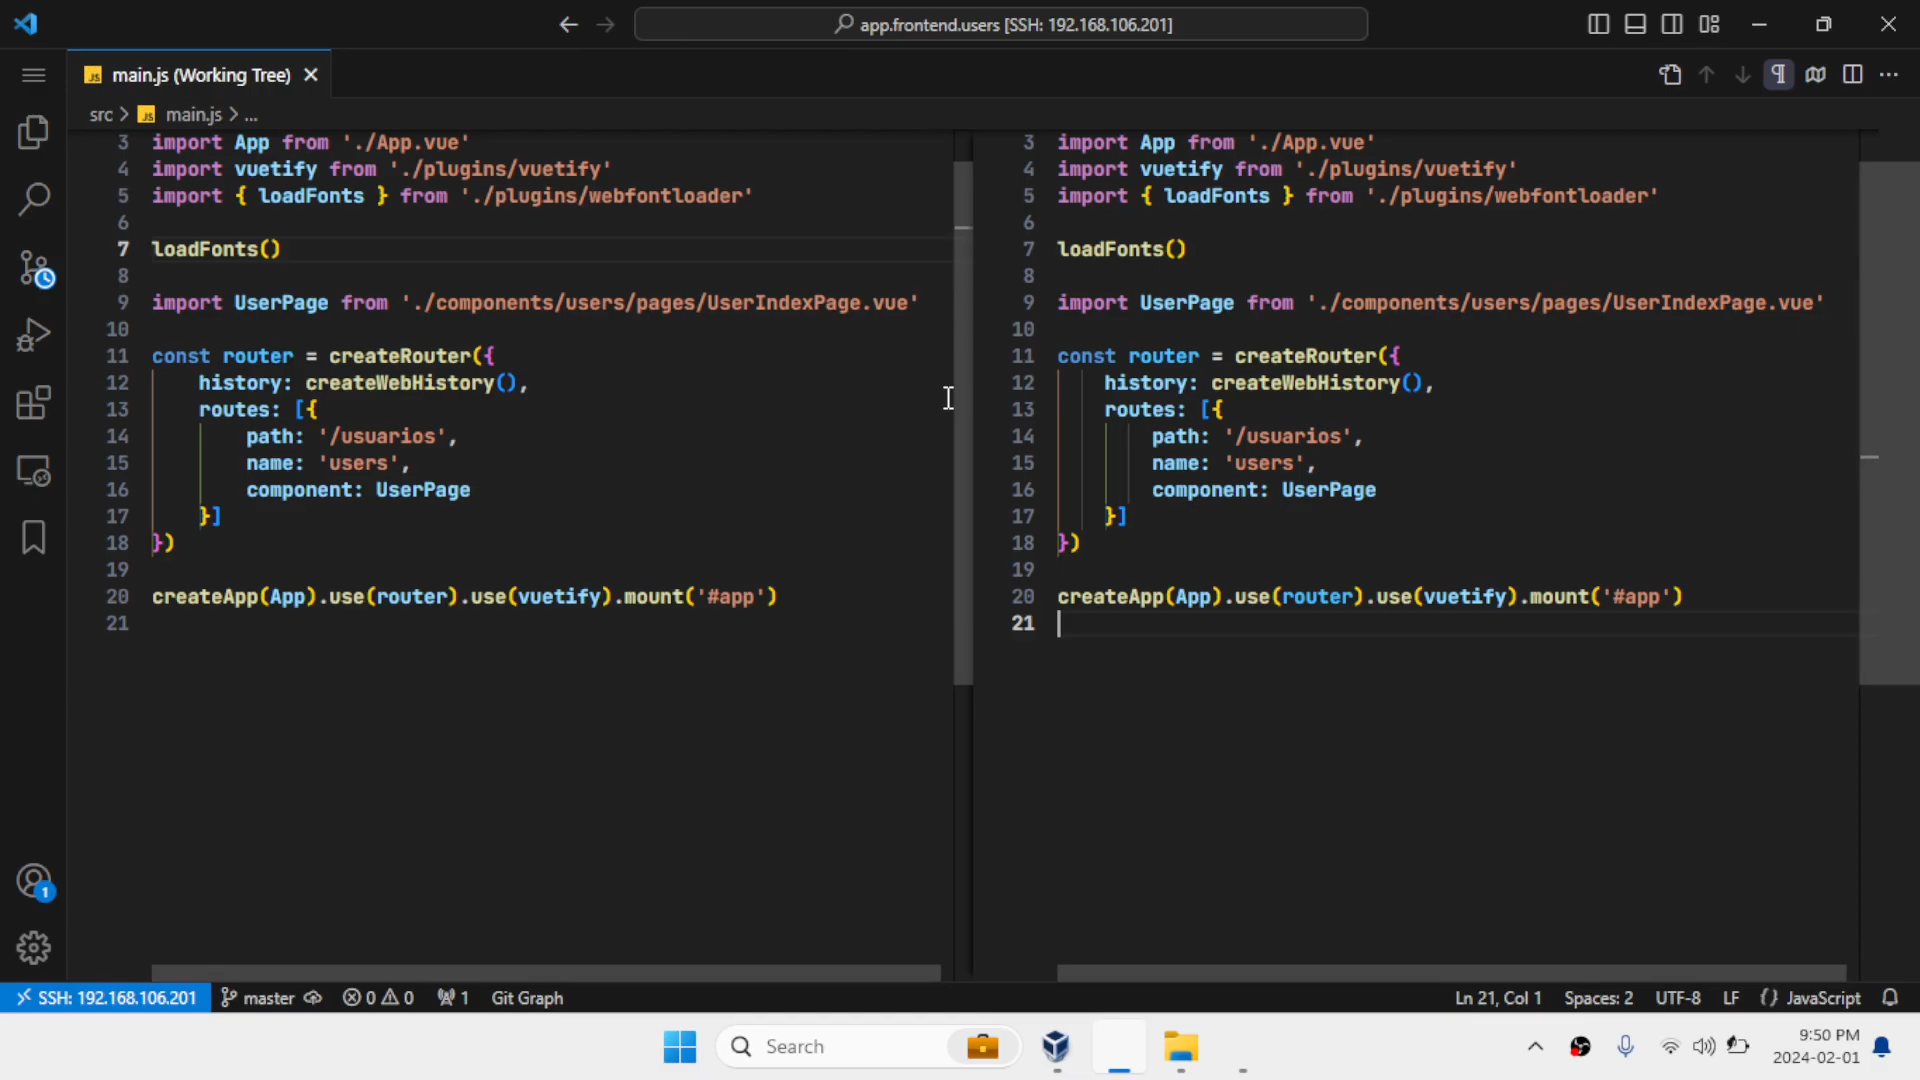 app.frontend.users [SSH: 192.168.106.201]
JS main.js (Working Tree)
src > JS main.js > ...
3 import App from './App.vue'
4 import vuetify from './plugins/vuetify'
5 import { loadFonts } from './plugins/webfontloader'
6
7 loadFonts()
8
9 import UserPage from './components/users/pages/UserIndexPage.vue'
10
11 const router = createRouter({
12 history: createWebHistory(),
13 routes: [{
14 path: '/usuarios',
15 name: 'users',
16 component: UserPage
17 }]
18 })
19
20 createApp(App).use(router).use(vuetify).mount('#app')
21
3 import App from './App.vue'
4 import vuetify from './plugins/vuetify'
5 import { loadFonts } from './plugins/webfontloader'
6
7 loadFonts()
8
9 import UserPage from './components/users/pages/UserIndexPage.vue'
10
11 const router = createRouter({
12 history: createWebHistory(),
13 routes: [{
14 path: '/usuarios',
15 name: 'users',
16 component: UserPage
17 }]
18 })
19
20 createApp(App).use(router).use(vuetify).mount('#app')
21
1
SSH: 192.168.106.201 master 0 0 1 Git Graph Ln 21, Col 1 Spaces: 2 UTF-8 LF {} JavaScript
Search
9:50 PM
2024-02-01